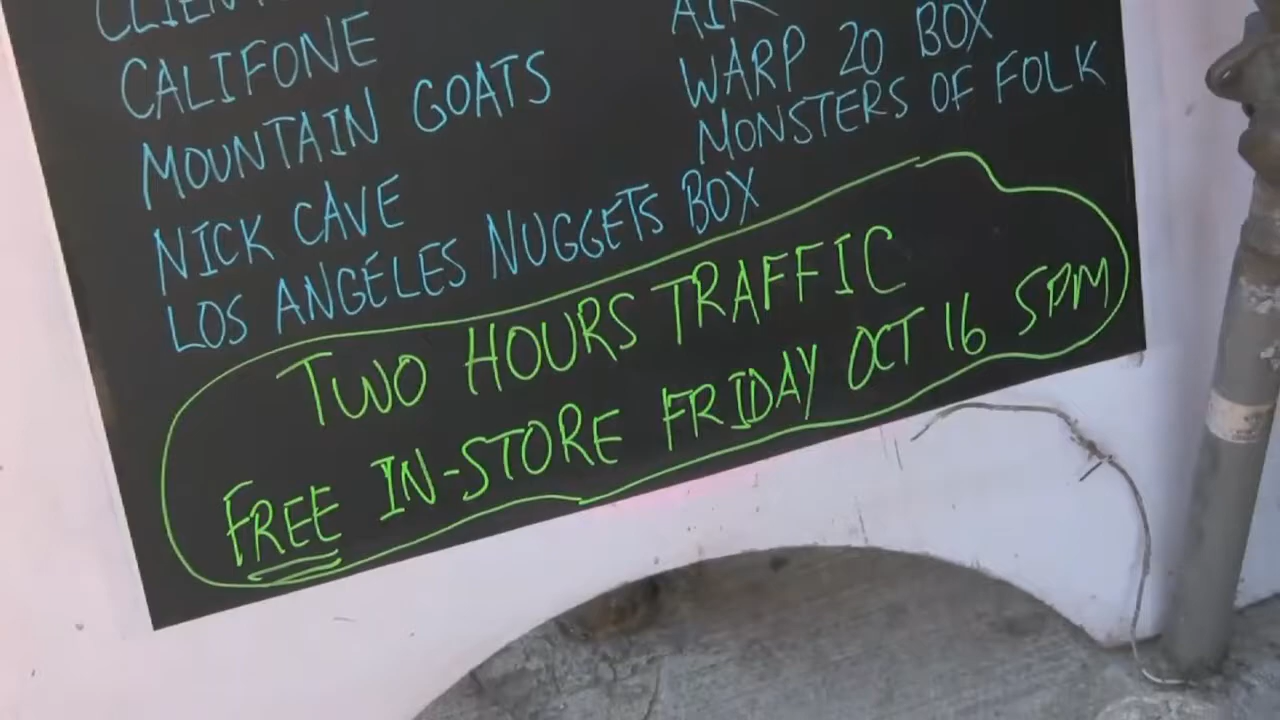 CALIFONE
MOUNTAIN GOATS
NICK CAVE
LOS ANGELES NUGGETS BOX
AIR
WARP 20 BOX
MONSTERS OF FOLK
TWO HOURS TRAFFIC
FREE IN-STORE FRIDAY OCT 16 5PM